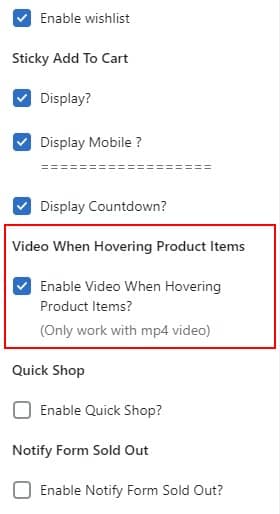 Enable wishlist
Sticky Add To Cart
Display?
Display Mobile ?
===================
Display Countdown?
Video When Hovering Product Items
Enable Video When Hovering
Product Items?
(Only work with mp4 video)
Quick Shop
Enable Quick Shop?
Notify Form Sold Out
Enable Notify Form Sold Out?